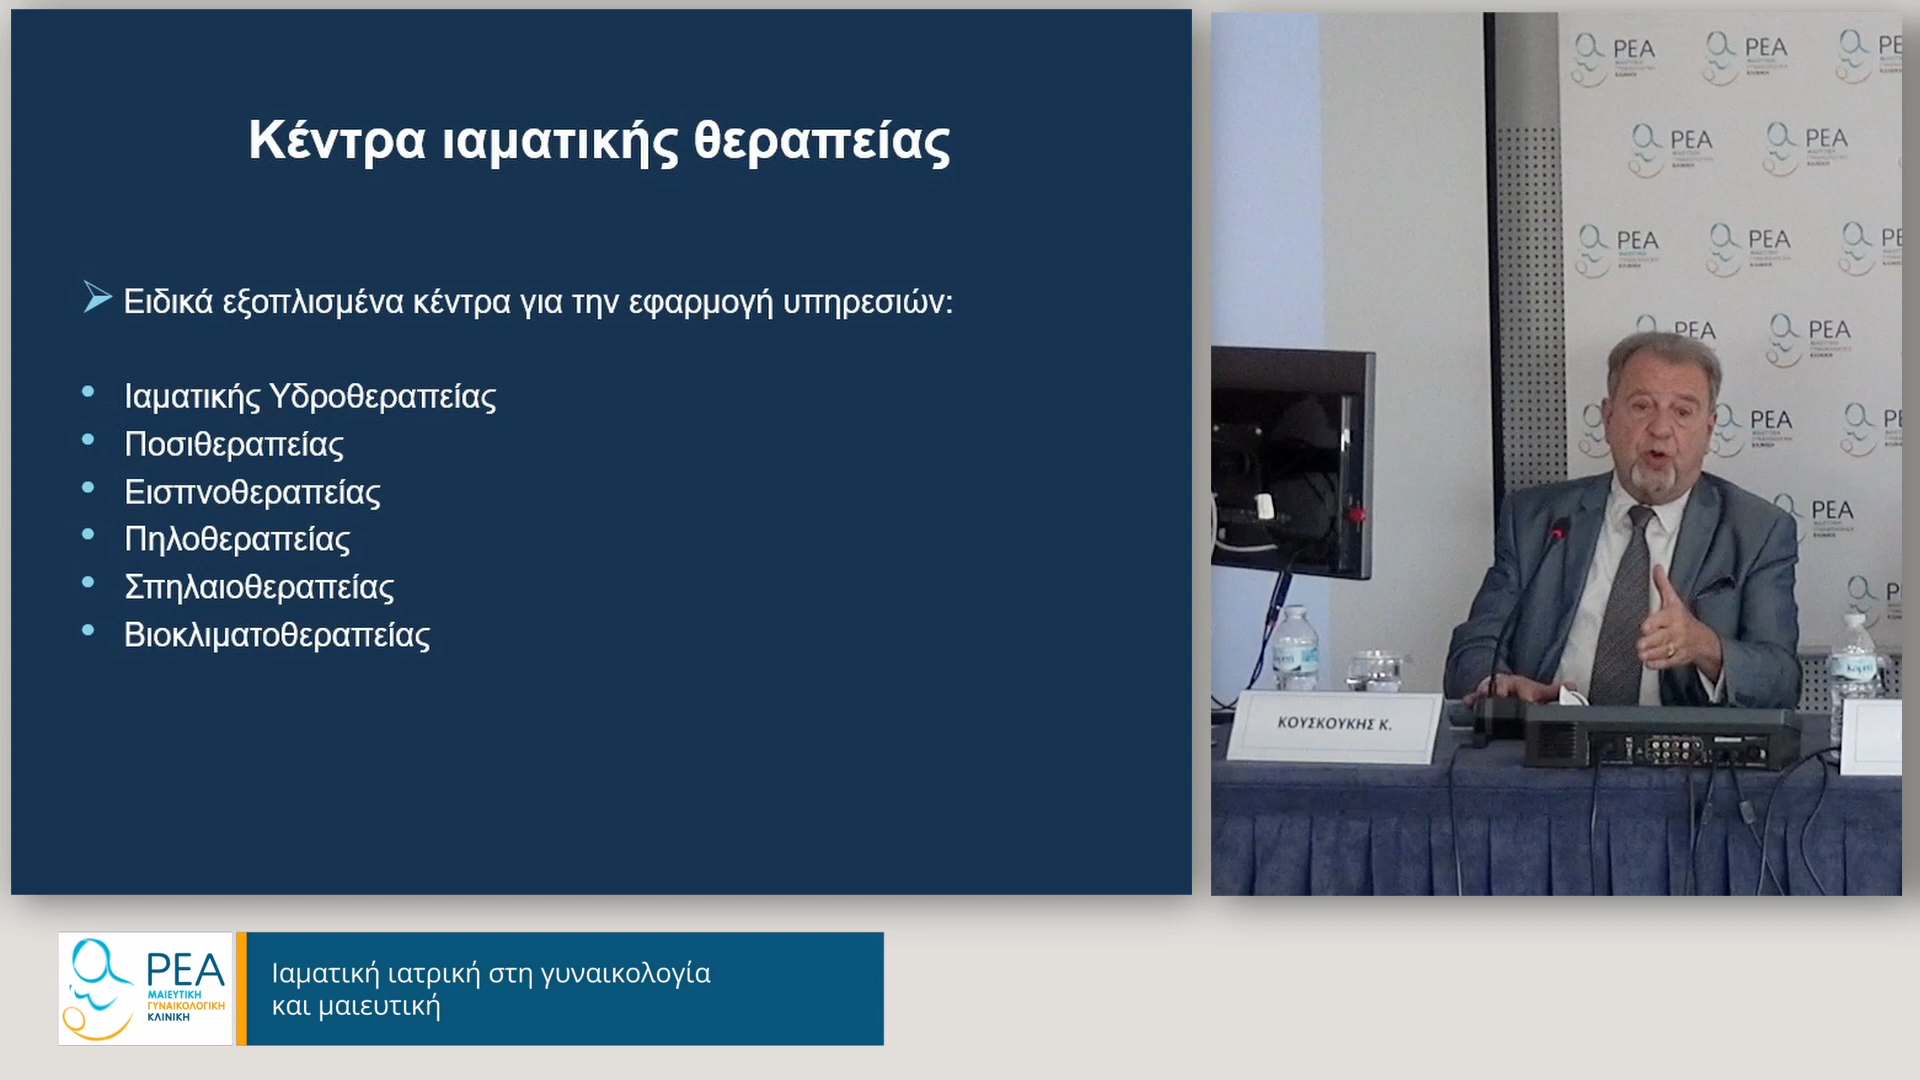 Κέντρα ιαματικής θεραπείας
➢ Ειδικά εξοπλισμένα κέντρα για την εφαρμογή υπηρεσιών:
• Ιαματικής Υδροθεραπείας
• Ποσιθεραπείας
• Εισπνοθεραπείας
• Πηλοθεραπείας
• Σπηλαιοθεραπείας
• Βιοκλιματοθεραπείας
ΡΕΑ
ΡΕΑ
ΡΕΑ
ΡΕΑ
ΡΕΑ
ΡΕΑ
ΡΕΑ
ΡΕΑ
ΡΕΑ
ΡΕΑ
ΚΟΥΣΚΟΥΚΗΣ Κ.
ΡΕΑ
ΜΑΙΕΥΤΙΚΗ
ΓΥΝΑΙΚΟΛΟΓΙΚΗ
ΚΛΙΝΙΚΗ
Ιαματική ιατρική στη γυναικολογία
και μαιευτική